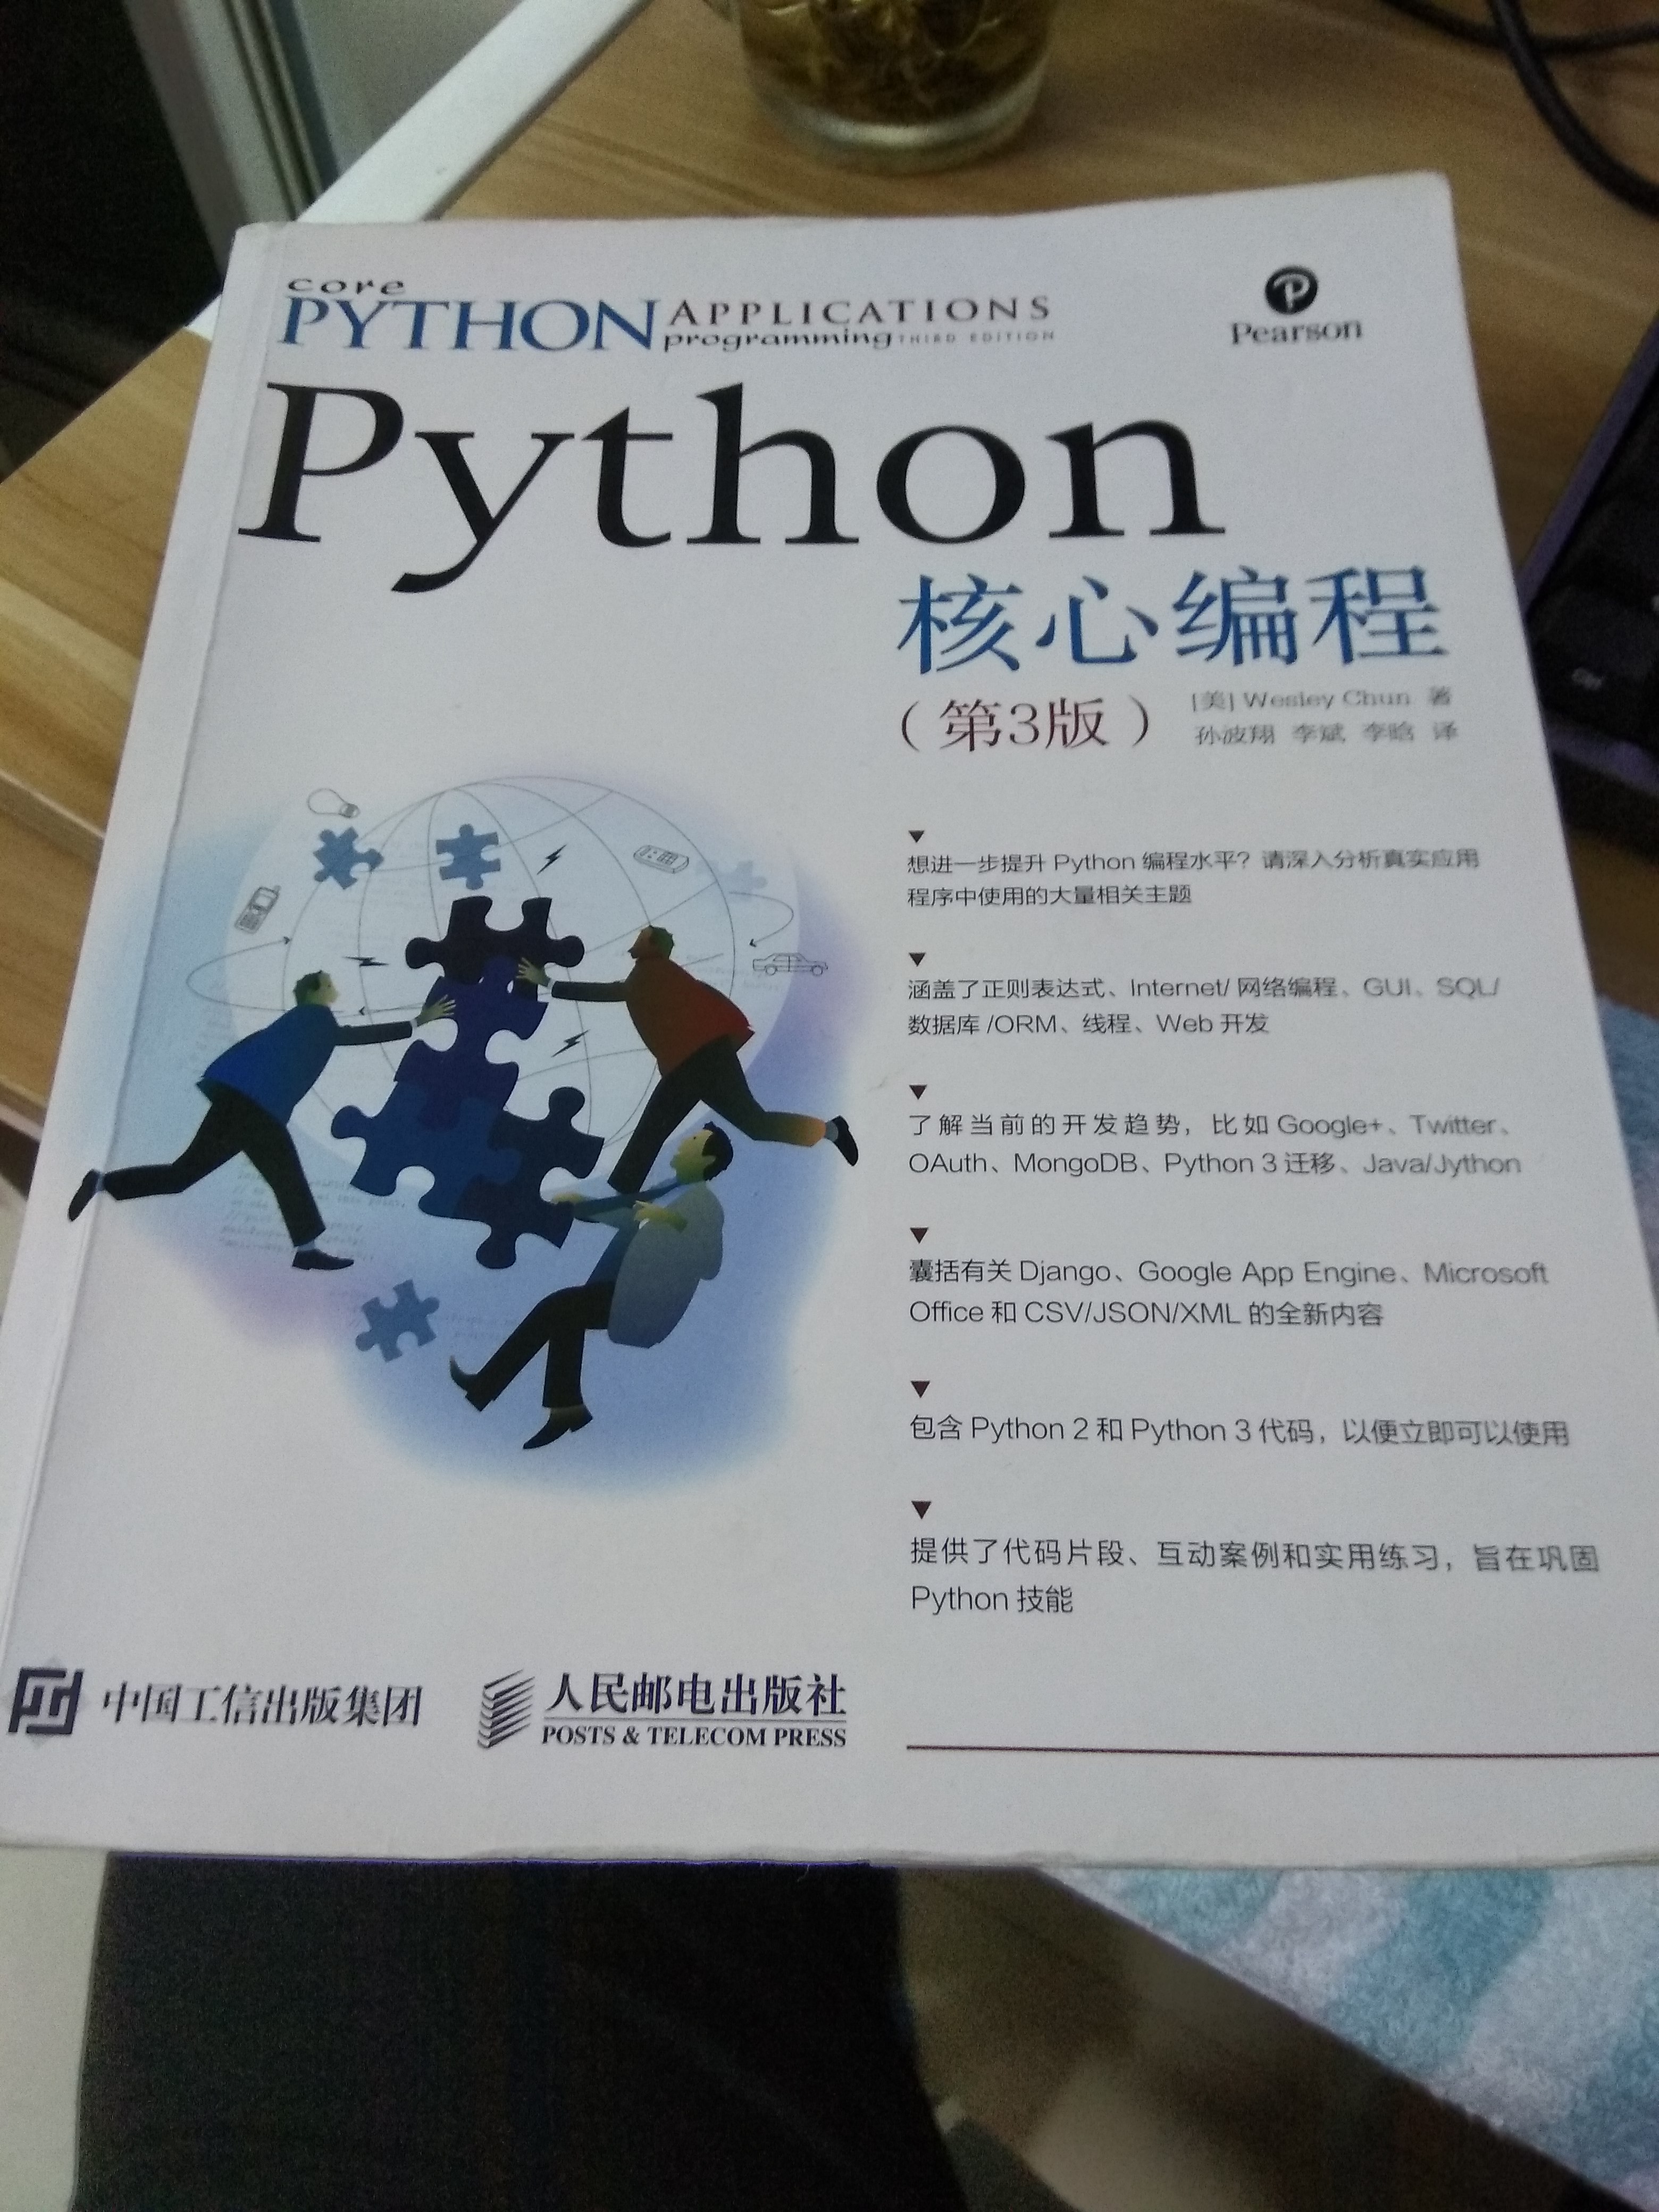 core
PYTHON APPLICATIONS
programming THIRD EDITION
Pearson
Python
核心编程
（第3版）
[美] Wesley Chun 著
孙波翔 李斌 李晗 译
想进一步提升 Python 编程水平？请深入分析真实应用
程序中使用的大量相关主题
涵盖了正则表达式、Internet/ 网络编程、GUI、SQL/
数据库 /ORM、线程、Web 开发
了解当前的开发趋势，比如 Google+、Twitter、
OAuth、MongoDB、Python 3 迁移、Java/Jython
囊括有关 Django、Google App Engine、Microsoft
Office 和 CSV/JSON/XML 的全新内容
包含 Python 2 和 Python 3 代码，以便立即可以使用
提供了代码片段、互动案例和实用练习，旨在巩固
Python 技能
中国工信出版集团
人民邮电出版社
POSTS & TELECOM PRESS